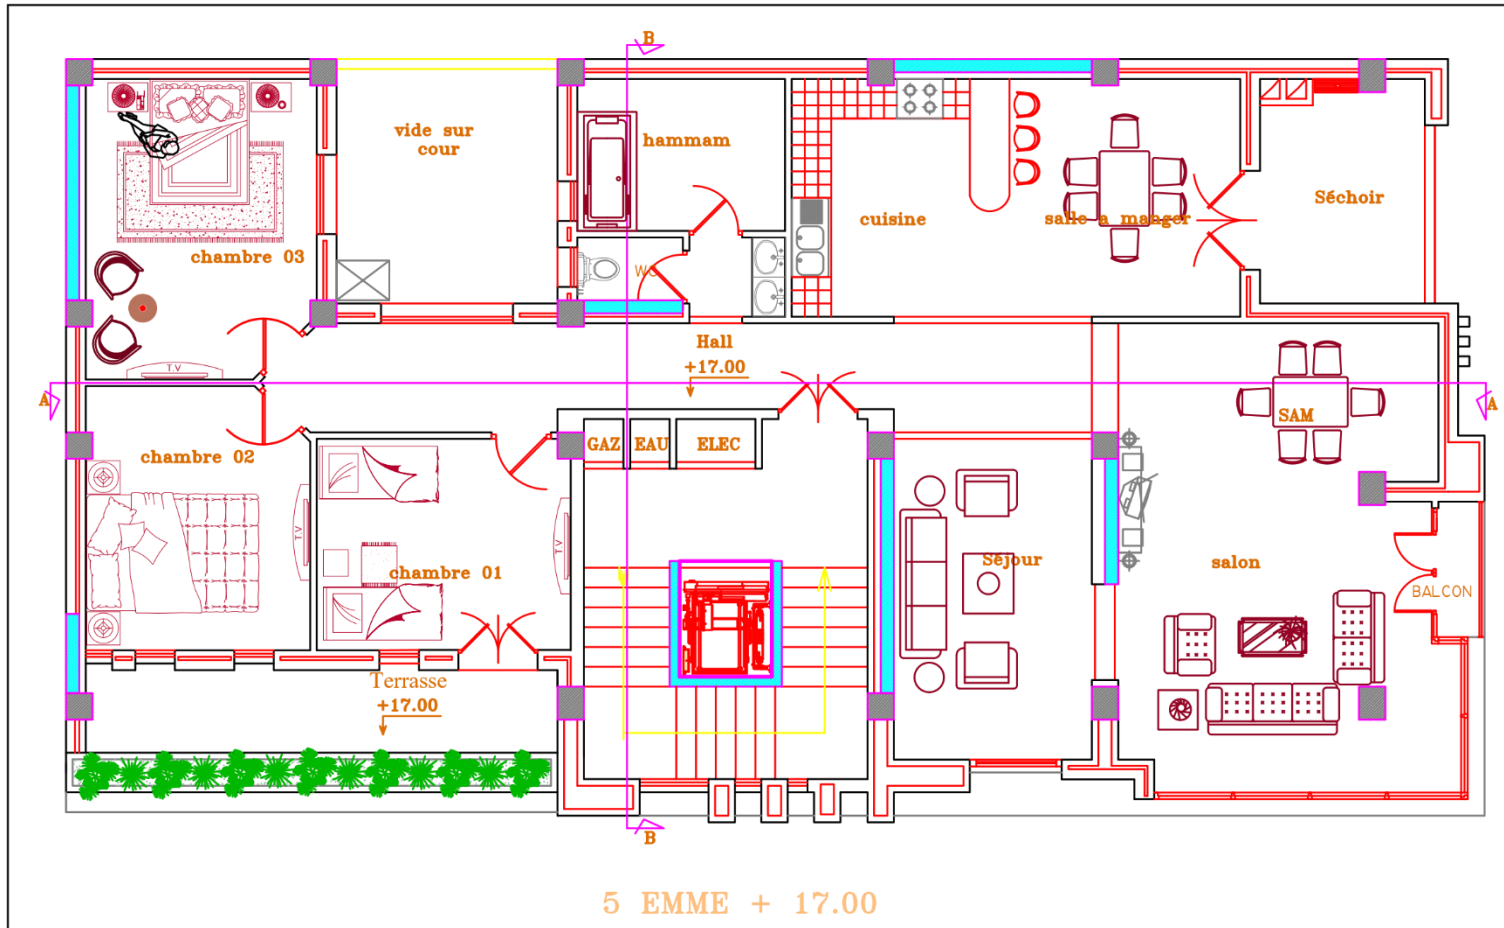 B
vide sur
cour
hammam
cuisine
salle a manger
Séchoir
chambre 03
WC
T.V
Hall
+17.00
A
A
SAM
GAZ
EAU
ELEC
chambre 02
T.V
T.V
chambre 01
Séjour
salon
BALCON
Terrasse
+17.00
B
5 EMME + 17.00